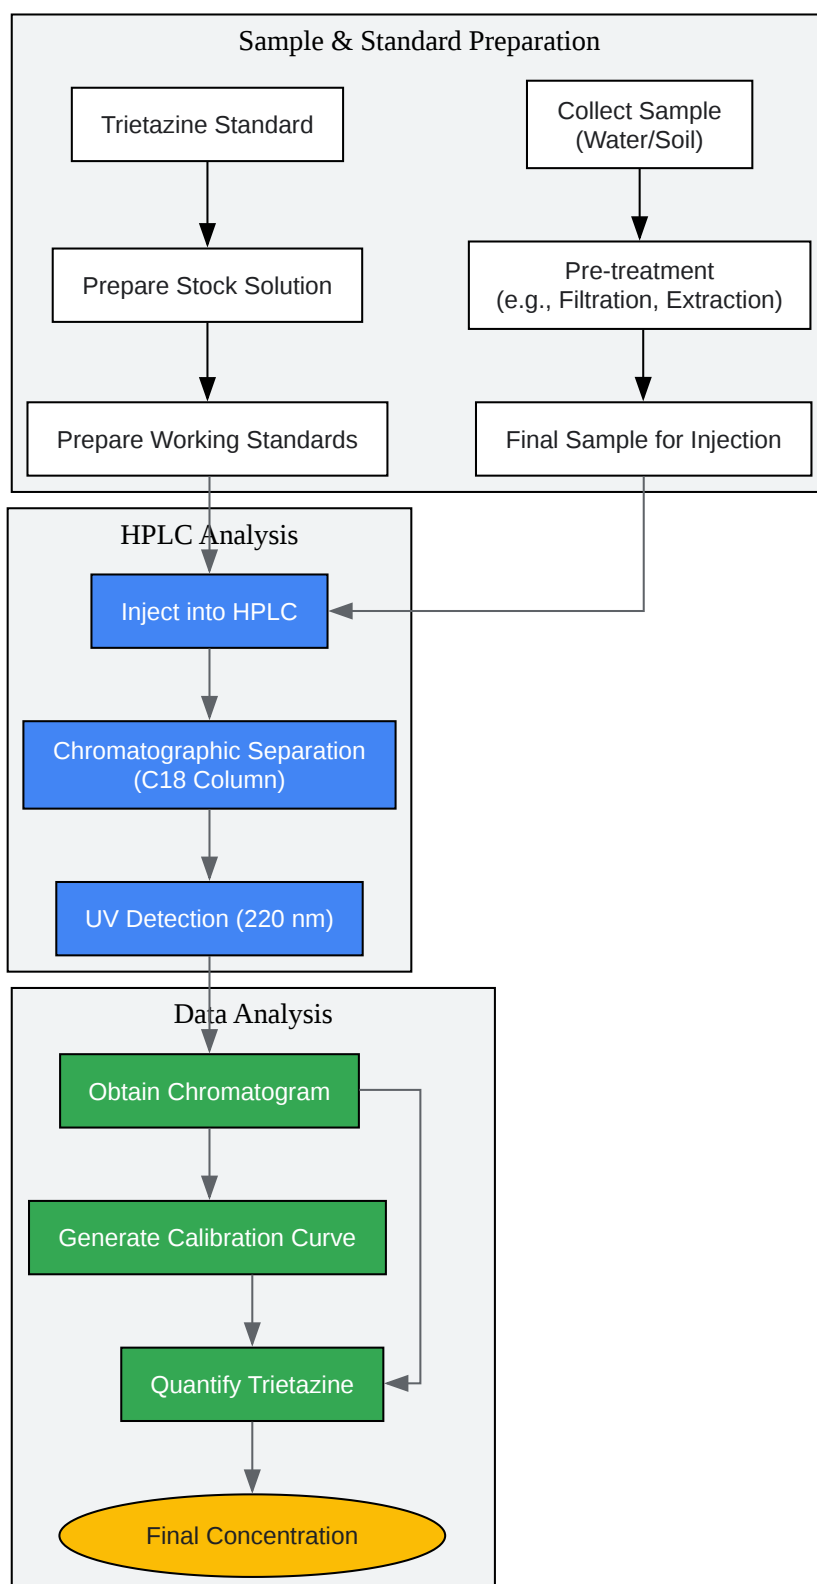 Sample & Standard Preparation
Trietazine Standard
Collect Sample
(Water/Soil)
Prepare Stock Solution
Pre-treatment
(e.g., Filtration, Extraction)
Prepare Working Standards
Final Sample for Injection
HPLC Analysis
Inject into HPLC
Chromatographic Separation
(C18 Column)
UV Detection (220 nm)
Data Analysis
Obtain Chromatogram
Generate Calibration Curve
Quantify Trietazine
Final Concentration